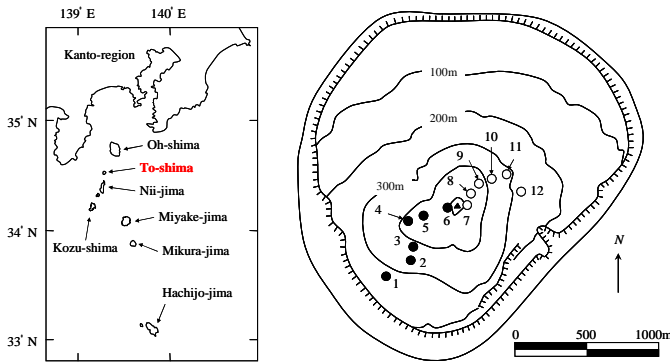 139˚ E
140˚ E
Kanto-region
35˚ N
Oh-shima
To-shima
Nii-jima
Miyake-jima
34˚ N
Kozu-shima
Mikura-jima
Hachijo-jima
33˚ N
100m
200m
300m
9
10
11
8
12
4
5
6
7
3
2
1
N
0
500
1000m